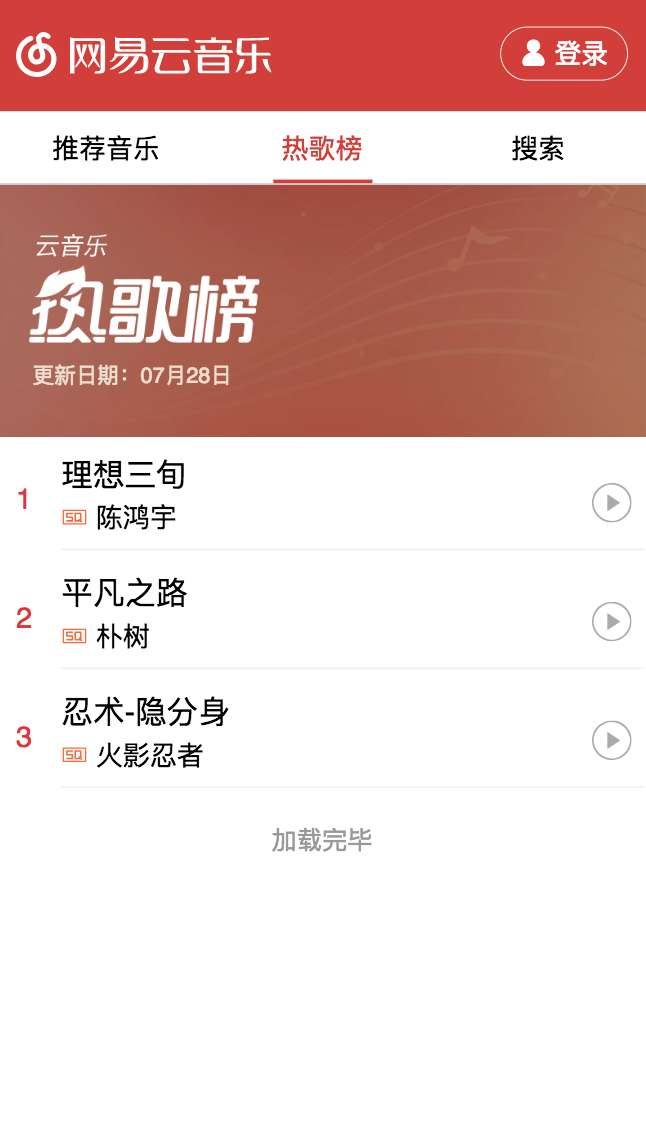 网易云音乐
登录
推荐音乐 热歌榜 搜索
云音乐
热歌榜
更新日期：07月28日
1
理想三旬
SQ 陈鸿宇
2
平凡之路
SQ 朴树
3
忍术-隐分身
SQ 火影忍者
加载完毕